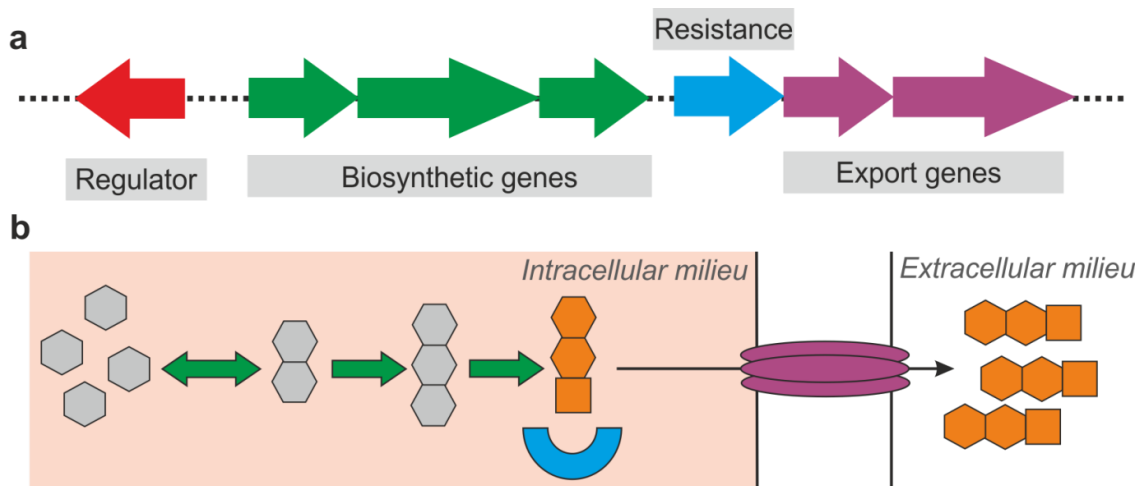 a
Resistance
Regulator
Biosynthetic genes
Export genes
b
Intracellular milieu
Extracellular milieu